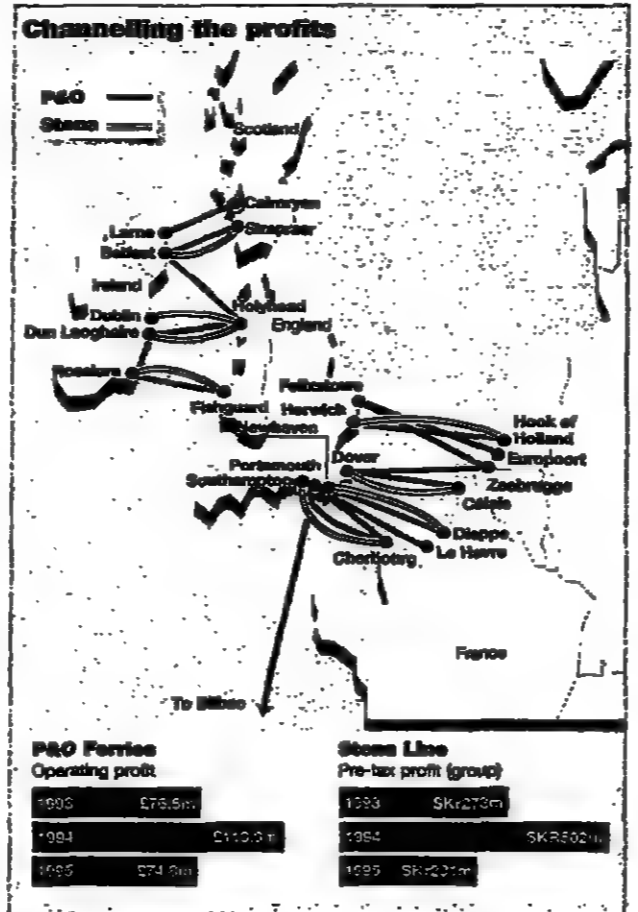 Channelling the profits
P&O
Stena
Scotland
Cairnryan
Larne
Stranraer
Belfast
Ireland
Dublin
Holyhead
Dun Laoghaire
England
Rosslare
Felixstowe
Fishguard
Harwich
Newhaven
Hook of
Holland
Europoort
Portsmouth
Dover
Southampton
Zeebrugge
Calais
Dieppe
Cherbourg
Le Havre
France
To Bilbao
P&O Ferries
Operating profit
1993
1994
1995
Stena Line
Pre-tax profit (group)
1993
1994
1995